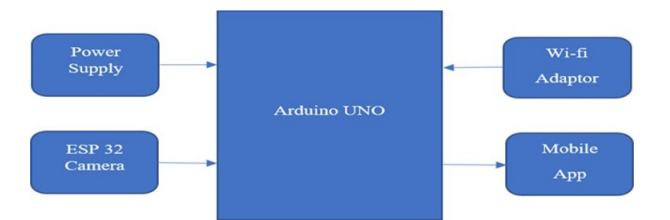 Power
Supply
ESP 32
Camera
Arduino UNO
Wi-fi
Adaptor
Mobile
App